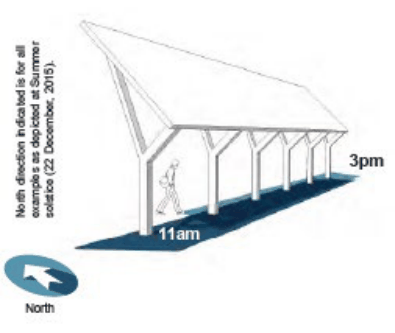 North direction indicated is for all
examples as depicted at Summer
solstice (22 December, 2015).
3pm
11am
North